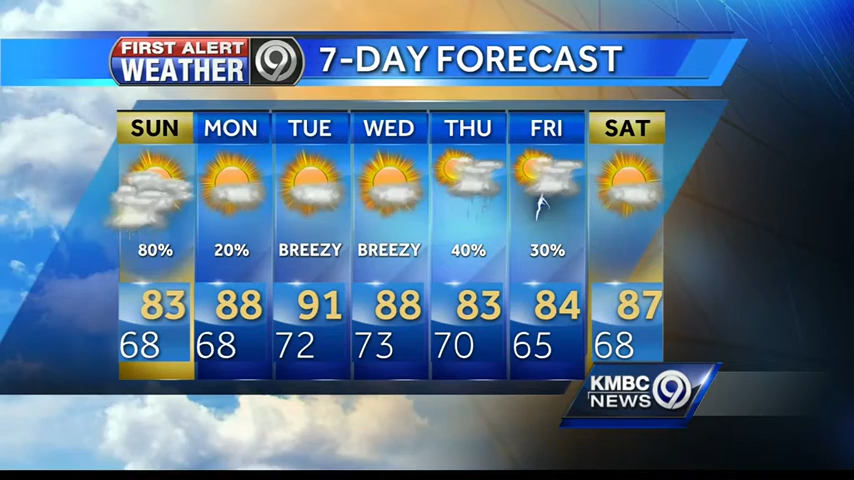 FIRST ALERT
WEATHER 9
7-DAY FORECAST
SUN MON TUE WED THU FRI SAT
80% 20% BREEZY BREEZY 40% 30%
83 88 91 88 83 84 87
68 68 72 73 70 65 68
KMBC 9
NEWS